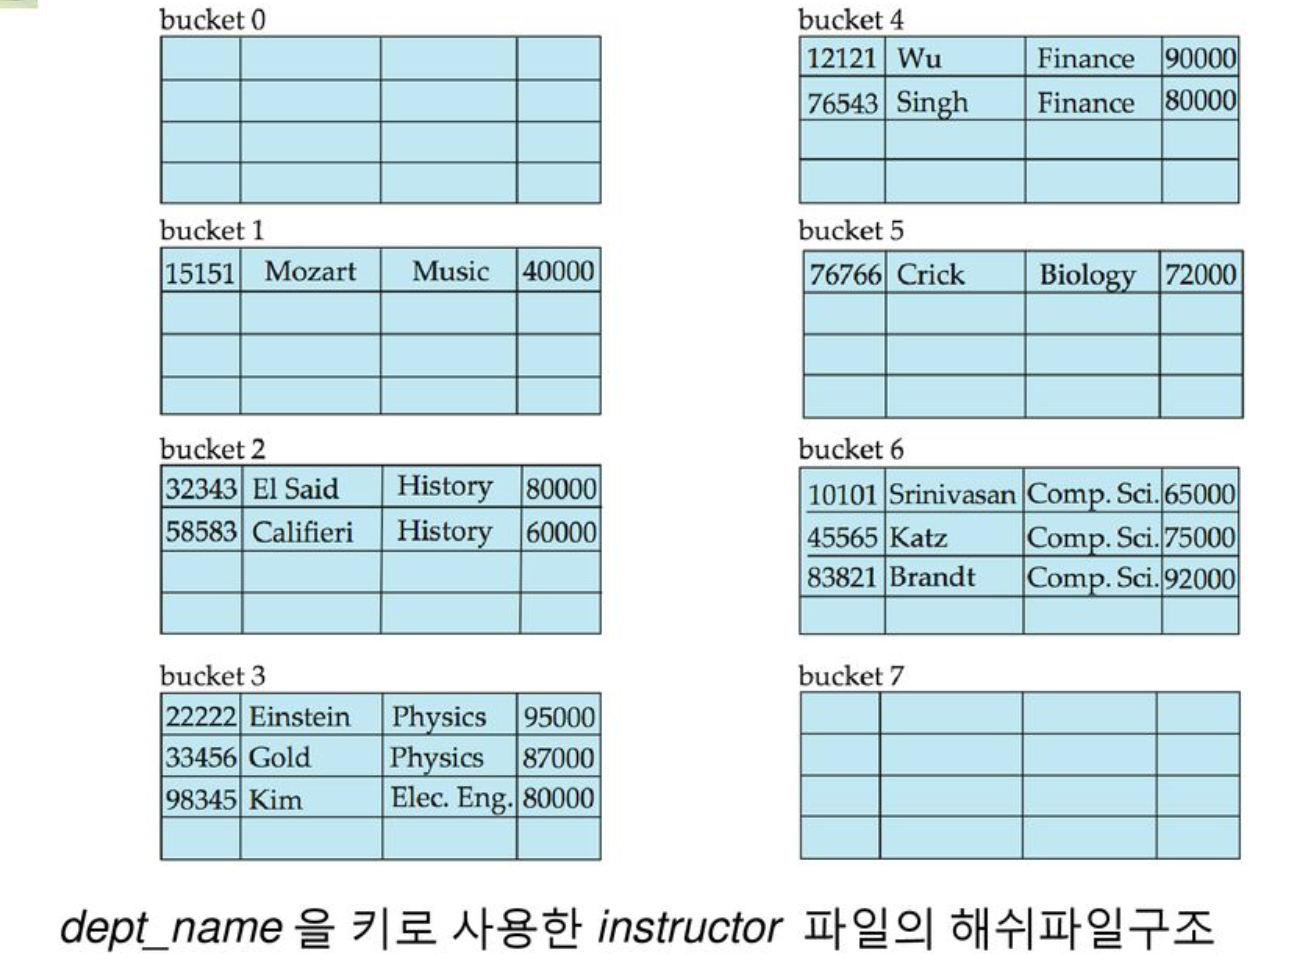 bucket 0
bucket 1
15151 Mozart Music 40000
bucket 2
32343 El Said History 80000
58583 Califieri History 60000
bucket 3
22222 Einstein Physics 95000
33456 Gold Physics 87000
98345 Kim Elec. Eng. 80000
bucket 4
12121 Wu Finance 90000
76543 Singh Finance 80000
bucket 5
76766 Crick Biology 72000
bucket 6
10101 Srinivasan Comp. Sci. 65000
45565 Katz Comp. Sci. 75000
83821 Brandt Comp. Sci. 92000
bucket 7
dept_name 을 키로 사용한 instructor 파일의 해쉬파일구조